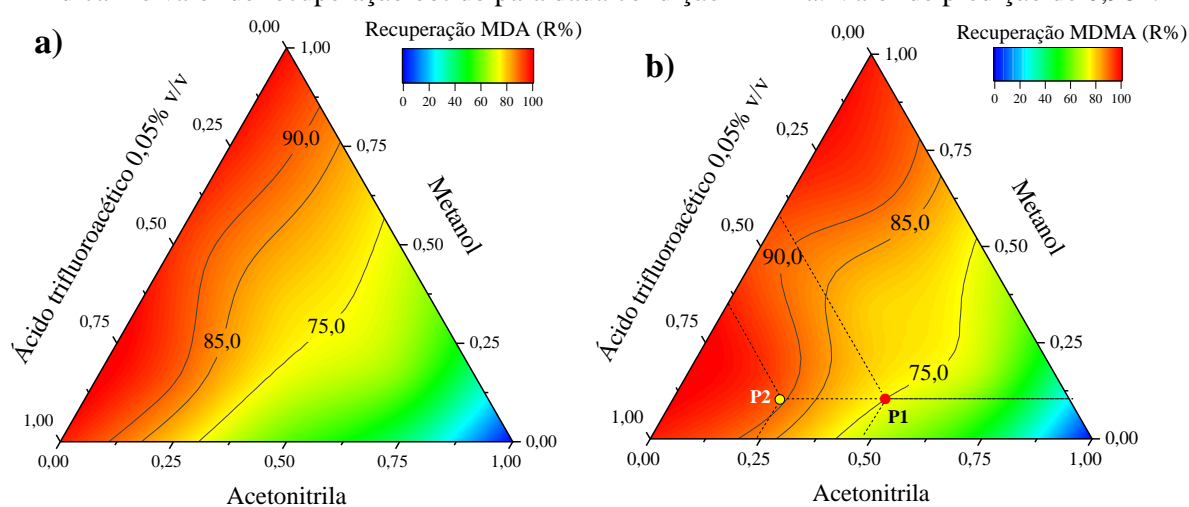 a)
Recuperação MDA (R%)
0 20 40 60 80 100
0,00
1,00
0,25
0,75
0,50
0,50
0,75
0,25
1,00
0,00
0,00 0,25 0,50 0,75 1,00
Ácido trifluoroacético 0,05% v/v
Metanol
Acetonitrila
90,0
85,0
75,0
b)
Recuperação MDMA (R%)
0 20 40 60 80 100
0,00
1,00
0,25
0,75
0,50
0,50
0,75
0,25
1,00
0,00
0,00 0,25 0,50 0,75 1,00
Ácido trifluoroacético 0,05% v/v
Metanol
Acetonitrila
85,0
90,0
75,0
P2
P1